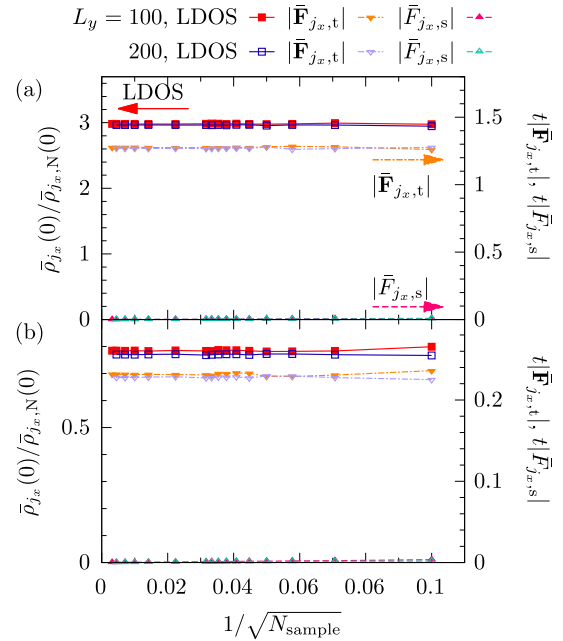 L_y = 100, LDOS |F̄_{j_x,t}| |F̄_{j_x,s}|
200, LDOS |F̄_{j_x,t}| |F̄_{j_x,s}|
(a)
LDOS
3
2
1
0
ρ̄_{j_x}(0)/ρ̄_{j_x,N}(0)
|F̄_{j_x,t}|
|F̄_{j_x,s}|
1.5
1
0.5
0
t|F̄_{j_x,t}|, t|F̄_{j_x,s}|
(b)
0.5
0
ρ̄_{j_x}(0)/ρ̄_{j_x,N}(0)
0.2
0.1
0
t|F̄_{j_x,t}|, t|F̄_{j_x,s}|
0 0.02 0.04 0.06 0.08 0.1
1/√N_sample